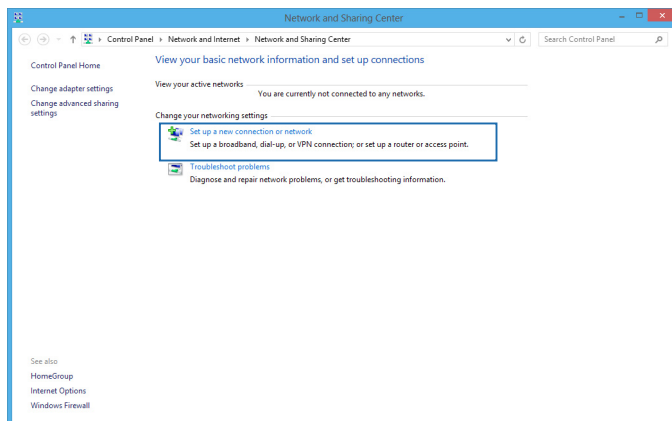 Network and Sharing Center
Control Panel Network and Internet Network and Sharing Center
Search Control Panel
Control Panel Home
Change adapter settings
Change advanced sharing
settings
View your basic network information and set up connections
View your active networks
You are currently not connected to any networks.
Change your networking settings
Set up a new connection or network
Set up a broadband, dial-up, or VPN connection; or set up a router or access point.
Troubleshoot problems
Diagnose and repair network problems, or get troubleshooting information.
See also
HomeGroup
Internet Options
Windows Firewall